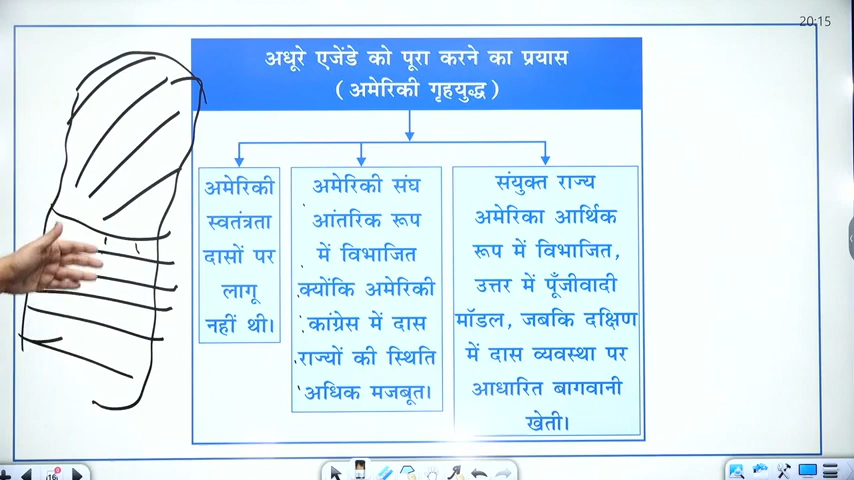 20:15
अधूरे एजेंडे को पूरा करने का प्रयास
( अमेरिकी गृहयुद्ध )
अमेरिकी
स्वतंत्रता
दासों पर
लागू
नहीं थी।
अमेरिकी संघ
आंतरिक रूप
में विभाजित
क्योंकि अमेरिकी
कांग्रेस में दास
राज्यों की स्थिति
अधिक मजबूत।
संयुक्त राज्य
अमेरिका आर्थिक
रूप में विभाजित,
उत्तर में पूँजीवादी
मॉडल, जबकि दक्षिण
में दास व्यवस्था पर
आधारित बागवानी
खेती।
16